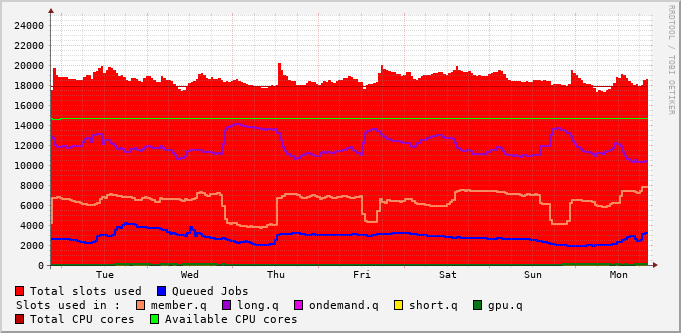 24000
22000
20000
18000
16000
14000
12000
10000
8000
6000
4000
2000
0
Tue Wed Thu Fri Sat Sun Mon
RRDTOOL / TOBI OETIKER
Total slots used Queued Jobs
Slots used in : member.q long.q ondemand.q short.q gpu.q
Total CPU cores Available CPU cores